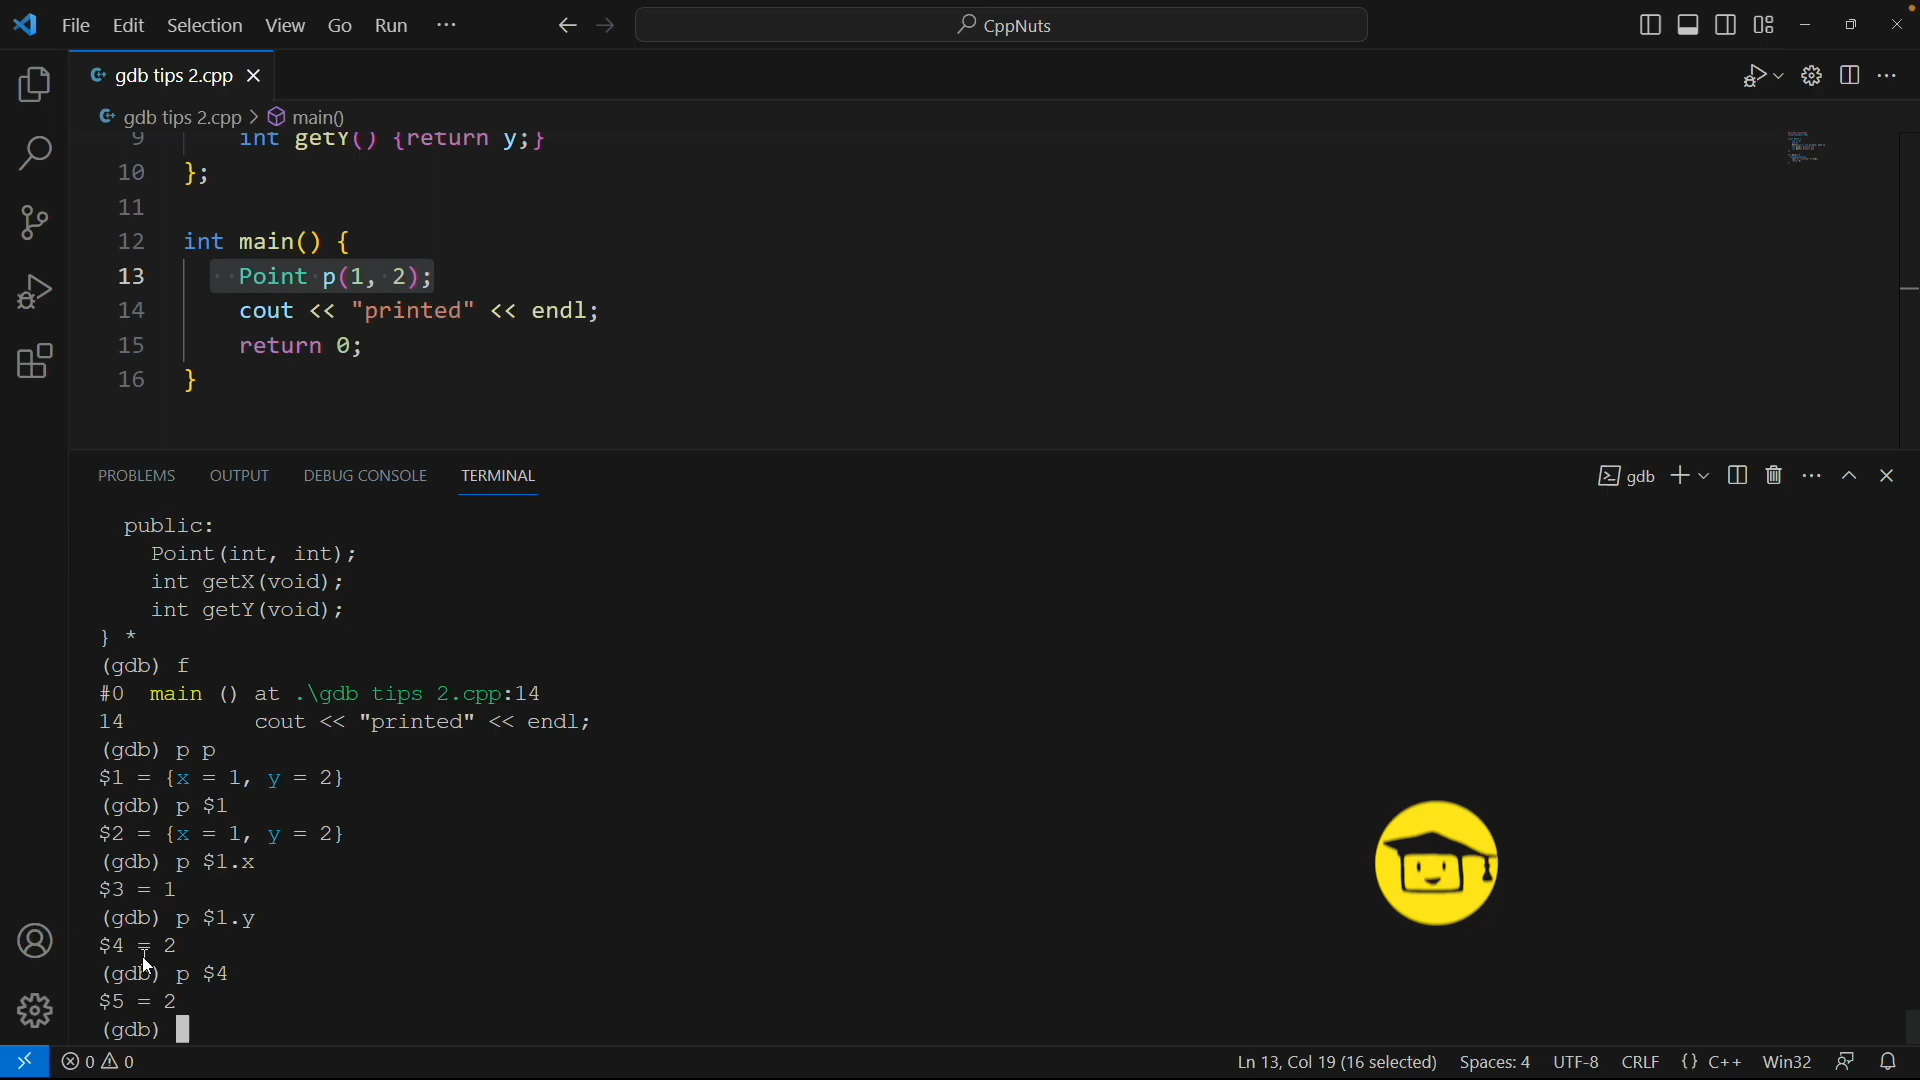 File Edit Selection View Go Run ···
CppNuts
gdb tips 2.cpp
gdb tips 2.cpp > main()
9 int getY() {return y;}
10 };
11
12 int main() {
13 Point p(1, 2);
14 cout << "printed" << endl;
15 return 0;
16 }
PROBLEMS OUTPUT DEBUG CONSOLE TERMINAL
gdb
public:
Point(int, int);
int getX(void);
int getY(void);
} *
(gdb) f
#0 main () at .\gdb tips 2.cpp:14
14 cout << "printed" << endl;
(gdb) p p
$1 = {x = 1, y = 2}
(gdb) p $1
$2 = {x = 1, y = 2}
(gdb) p $1.x
$3 = 1
(gdb) p $1.y
$4 = 2
(gdb) p $4
$5 = 2
(gdb)
0 0 Ln 13, Col 19 (16 selected) Spaces: 4 UTF-8 CRLF {} C++ Win32